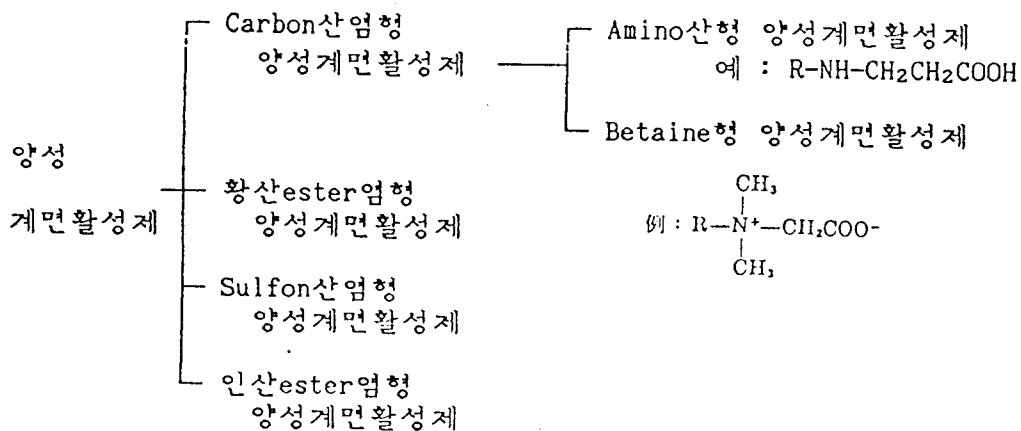 Carbon산염형
양성계면활성제
Amino산형 양성계면활성제
예 : R-NH-CH2CH2COOH
Betaine형 양성계면활성제
양성
계면활성제
황산ester염형
양성계면활성제
CH₃
例 : R—N⁺—CH₂COO⁻
CH₃
Sulfon산염형
양성계면활성제
인산ester염형
양성계면활성제